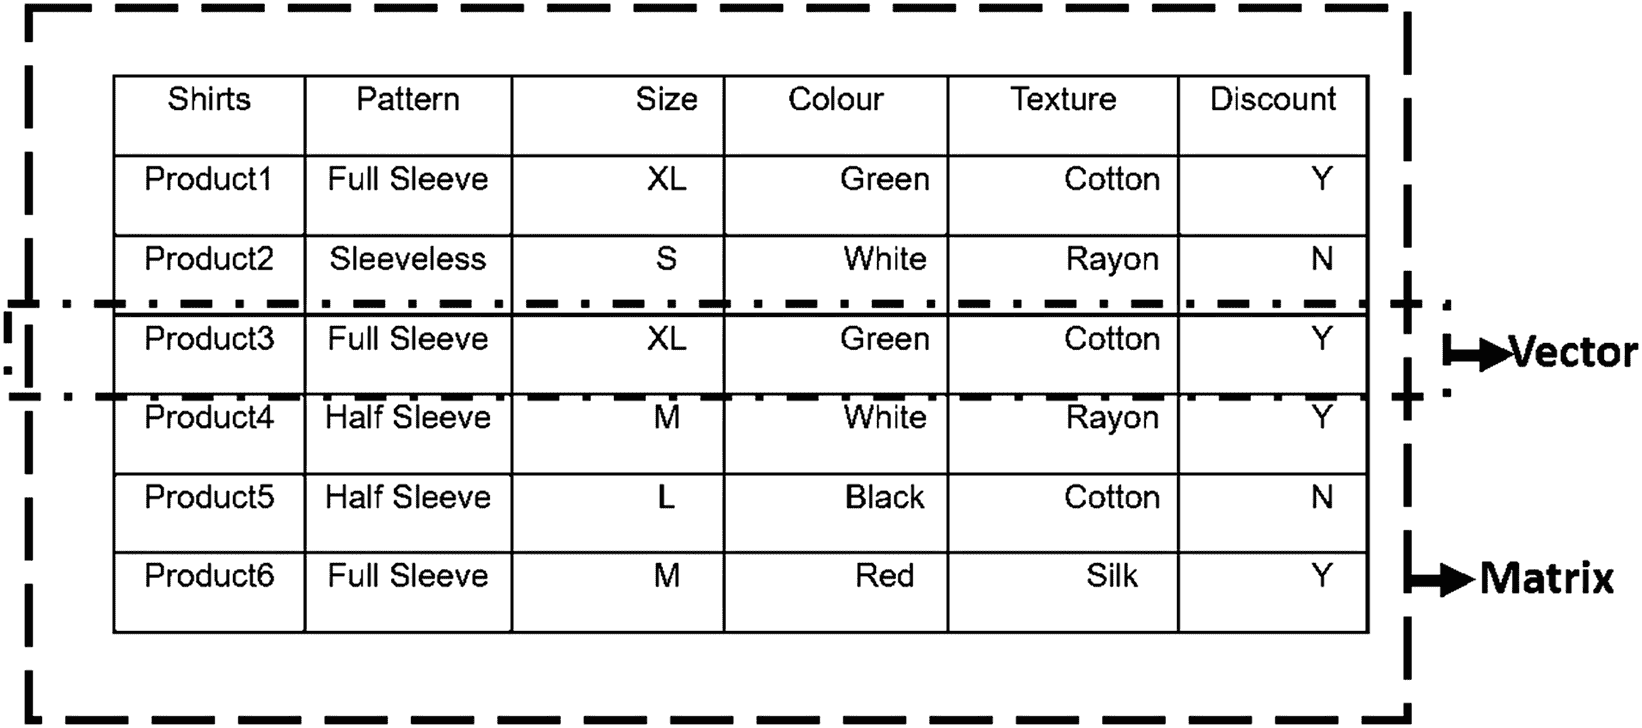 Shirts Pattern Size Colour Texture Discount
Product1 Full Sleeve XL Green Cotton Y
Product2 Sleeveless S White Rayon N
Product3 Full Sleeve XL Green Cotton Y
Vector
Product4 Half Sleeve M White Rayon Y
Product5 Half Sleeve L Black Cotton N
Product6 Full Sleeve M Red Silk Y
Matrix